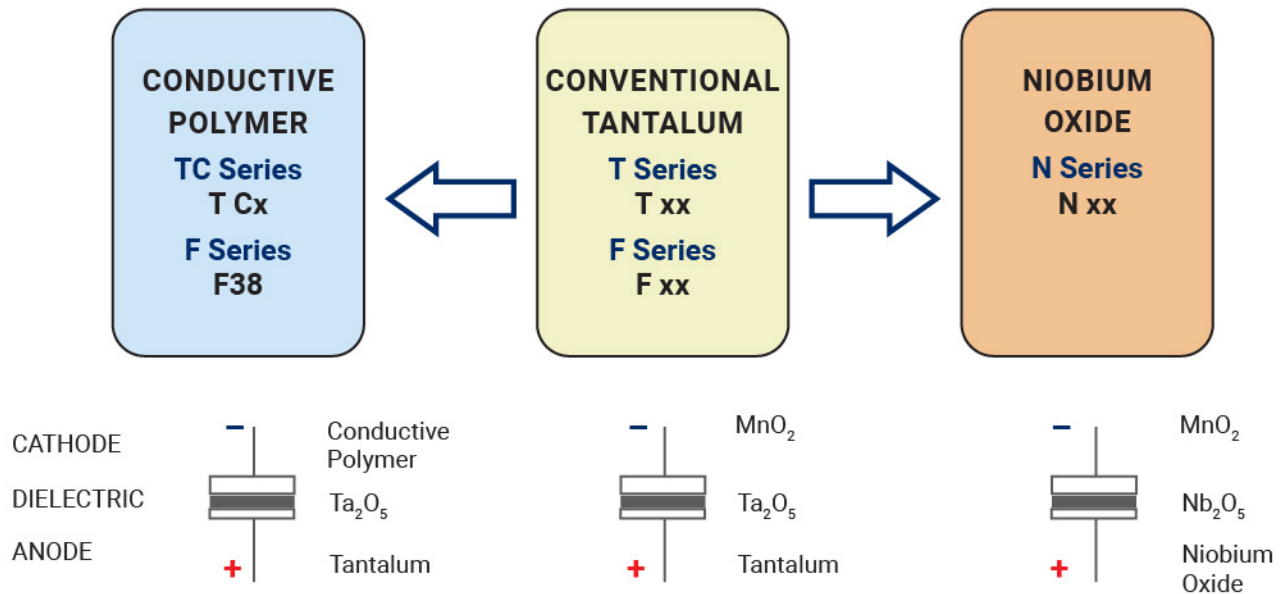 CONDUCTIVE
POLYMER
TC Series
T Cx
F Series
F38
CONVENTIONAL
TANTALUM
T Series
T xx
F Series
F xx
NIOBIUM
OXIDE
N Series
N xx
CATHODE
DIELECTRIC
ANODE
−
Conductive
Polymer
Ta₂O₅
+
Tantalum
−
MnO₂
Ta₂O₅
+
Tantalum
−
MnO₂
Nb₂O₅
+
Niobium
Oxide